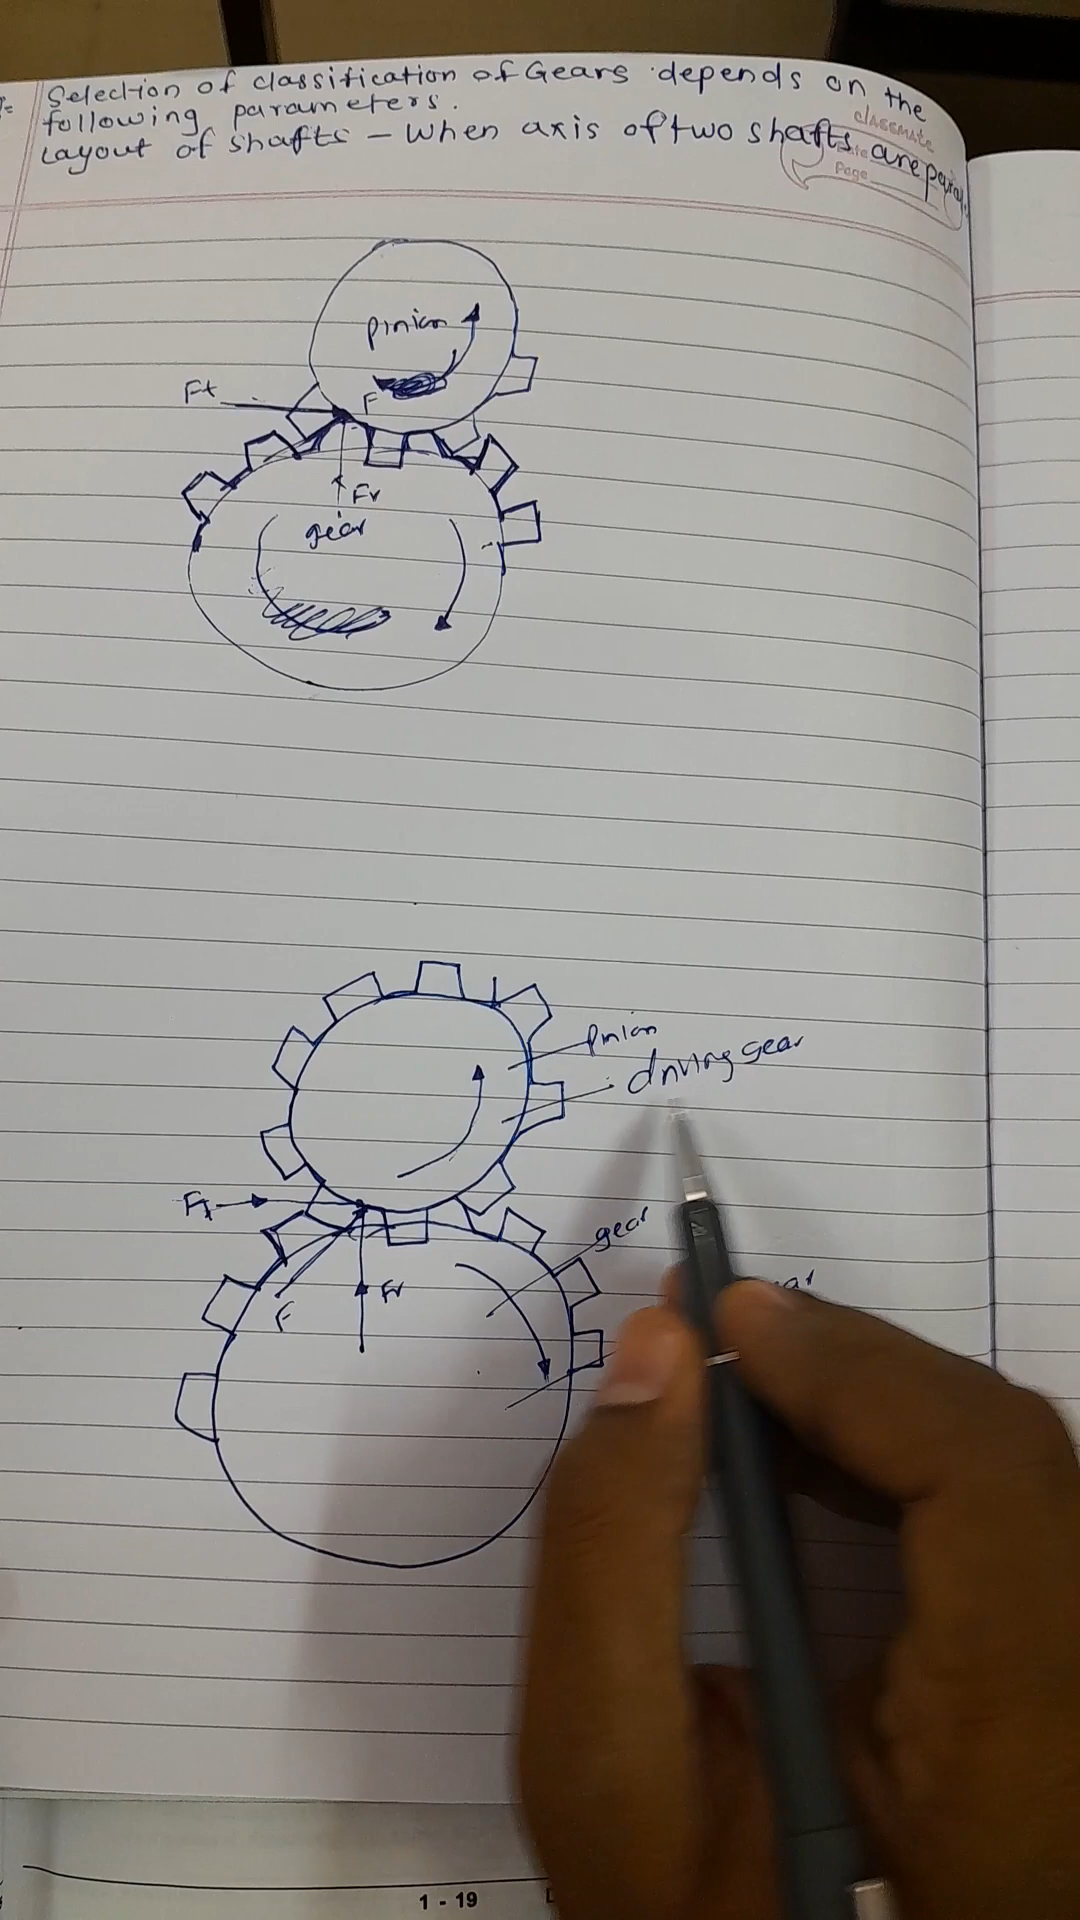 Selection of classification of Gears depends on the
following parameters.
Layout of shafts - When axis of two shafts are
classmate
Page
pinion
Ft
F
Fr
gear
Pinion
driving gear
Ft
gear
Fr
F
1 - 19